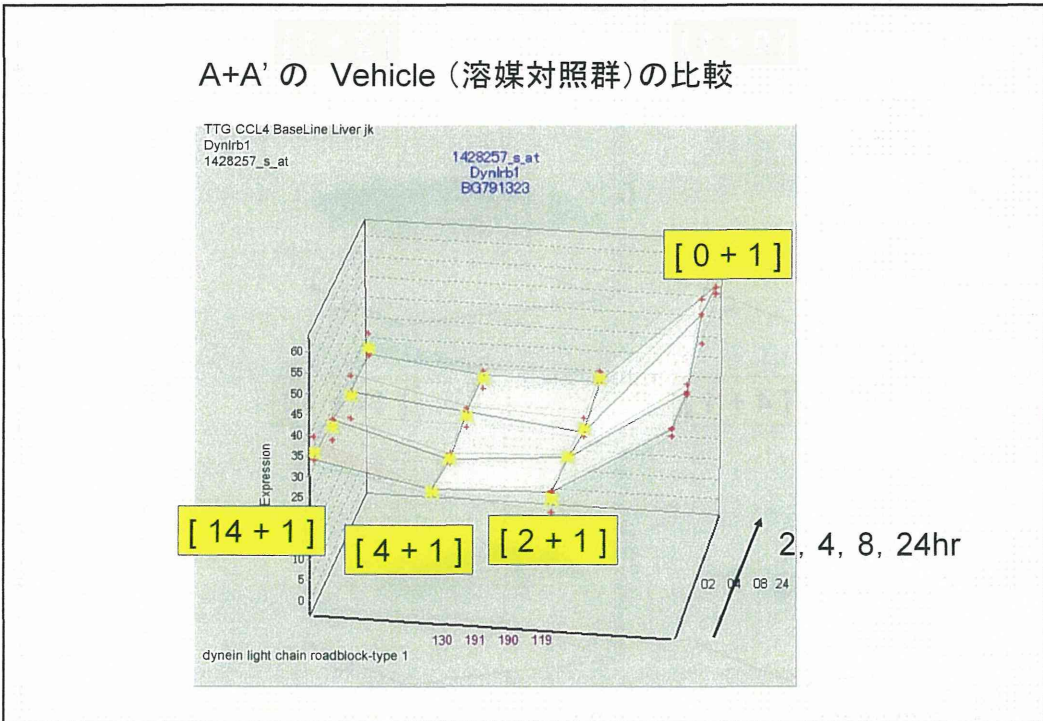 A+A' の Vehicle (溶媒対照群)の比較
TTG CCL4 BaseLine Liver jk
Dynlrb1
1428257_s_at
1428257_s_at
Dynlrb1
BG791323
[ 0 + 1 ]
60
55
50
45
40
35
30
25
10
5
0
Expression
[ 14 + 1 ]
[ 4 + 1 ]
[ 2 + 1 ]
2, 4, 8, 24hr
02 04 08 24
130 191 190 119
dynein light chain roadblock-type 1